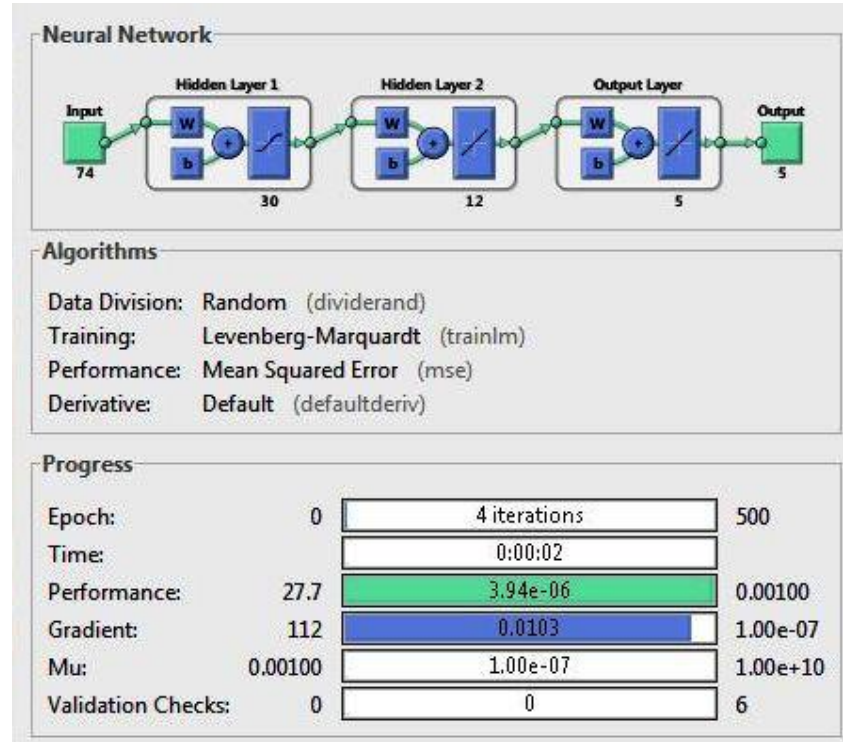 Neural Network
Hidden Layer 1 Hidden Layer 2 Output Layer
Input Output
W W W
+ + +
b b b
74 5
30 12 5
Algorithms
Data Division: Random (dividerand)
Training: Levenberg-Marquardt (trainlm)
Performance: Mean Squared Error (mse)
Derivative: Default (defaultderiv)
Progress
Epoch: 0 4 iterations 500
Time: 0:00:02
Performance: 27.7 3.94e-06 0.00100
Gradient: 112 0.0103 1.00e-07
Mu: 0.00100 1.00e-07 1.00e+10
Validation Checks: 0 0 6